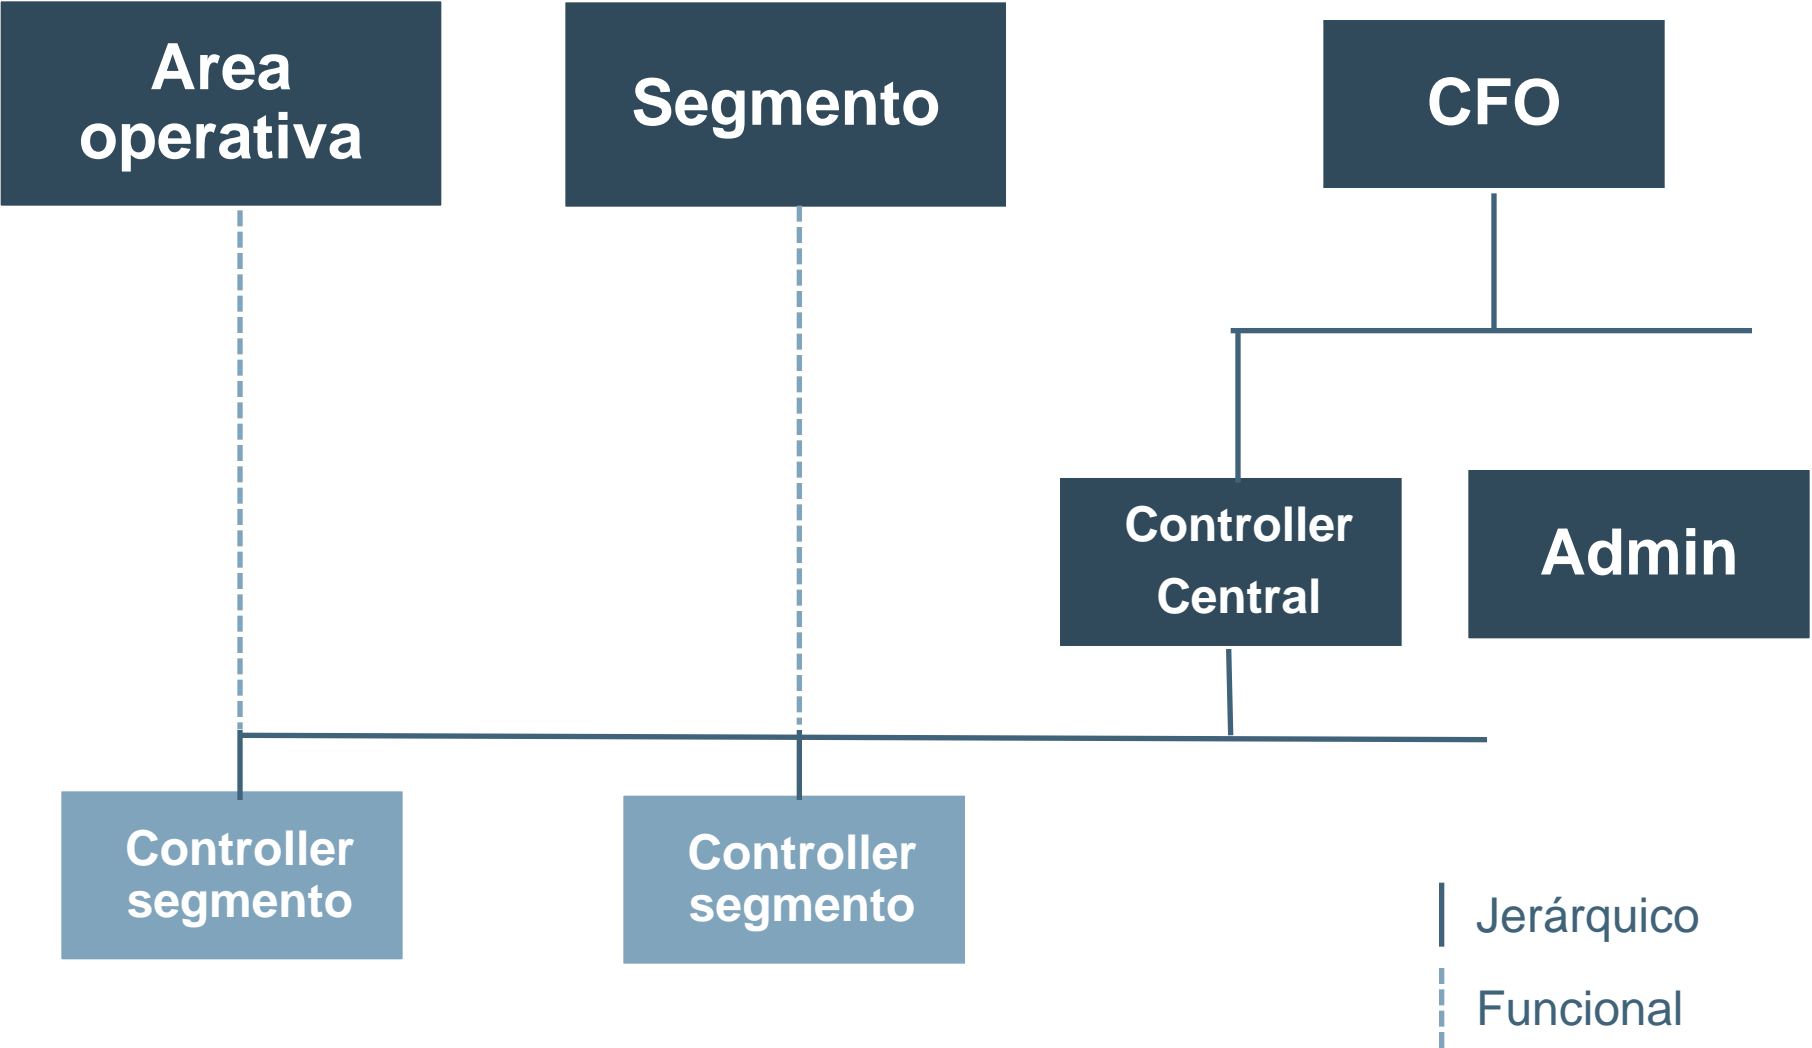 Area
operativa
Segmento
CFO
Controller
Central
Admin
Controller
segmento
Controller
segmento
Jerárquico
Funcional